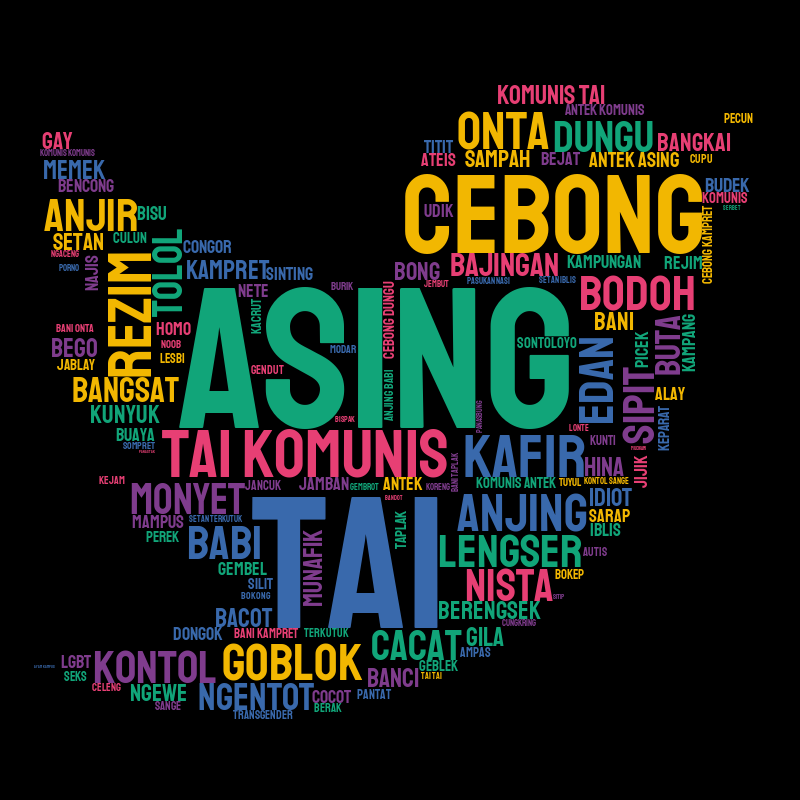 KOMUNIS TAI
ANTEK KOMUNIS
PECUN
ONTA
DUNGU
BANGKAI
GAY
KOMUNIS KOMUNIS
TITIT
ATEIS
SAMPAH
BEJAT
ANTEK ASING
CUPU
MEMEK
BENCONG
CEBONG
BUDEK
KOMUNIS
SERBET
ANJIR
BISU
UDIK
CEBONG KAMPRET
SETAN
CULUN
TOLOL
CONGOR
NGACENG
PORNO
NAJIS
REZIM
KAMPRET
SINTING
BONG
BAJINGAN
KAMPUNGAN
REJIM
NETE
BURIK
JEMBUT
PASUKAN NASI
SETAN IBLIS
BODOH
KACRUT
CEBONG DUNGU
ASING
BANI
BUTA
KAMPANG
BANI ONTA
HOMO
NOOB
LESBI
BEGO
JABLAY
MODAR
SONTOLOYO
EDAN
PICEK
GENDUT
ANJING BABI
SIPIT
ALAY
BANGSAT
KUNYUK
BISPAK
LONTE
KEPARAT
BUAYA
SOMPRET
TAI KOMUNIS
KAFIR
KUNTI
HINA
JIJIK
KEJAM
JANCUK
JAMBAN
GEMBROT
ANTEK
KORENG
BANI TAPLAK
KOMUNIS ANTEK
TUYUL
KONTOL SANGE
MONYET
BANDOT
IDIOT
MAMPUS
SETAN TERKUTUK
TAI
ANJING
SARAP
IBLIS
PEREK
BABI
MUNAFIK
TAPLAK
LENGSER
AUTIS
GEMBEL
SILIT
BOKONG
NISTA
BOKEP
SITIP
BACOT
BERENGSEK
CUNGKRING
DONGOK
BANI KAMPRET
TERKUTUK
CACAT
GILA
AMPAS
LGBT
KONTOL
GOBLOK
GEBLEK
BANCI
TAI TAI
SEKS
CELENG
NGEWE
NGENTOT
COCOT
PANTAT
SANGE
BERAK
TRANSGENDER